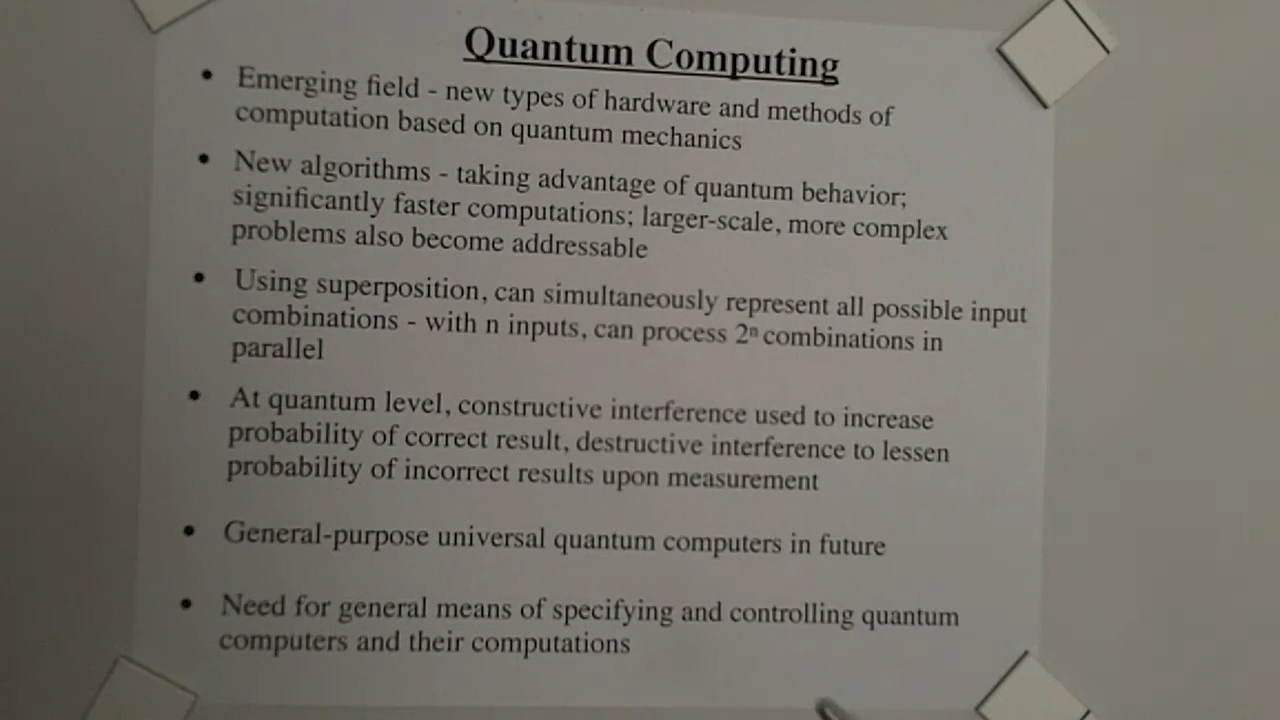 Quantum Computing
• Emerging field - new types of hardware and methods of
computation based on quantum mechanics
• New algorithms - taking advantage of quantum behavior;
significantly faster computations; larger-scale, more complex
problems also become addressable
• Using superposition, can simultaneously represent all possible input
combinations - with n inputs, can process 2ⁿ combinations in
parallel
• At quantum level, constructive interference used to increase
probability of correct result, destructive interference to lessen
probability of incorrect results upon measurement
• General-purpose universal quantum computers in future
• Need for general means of specifying and controlling quantum
computers and their computations